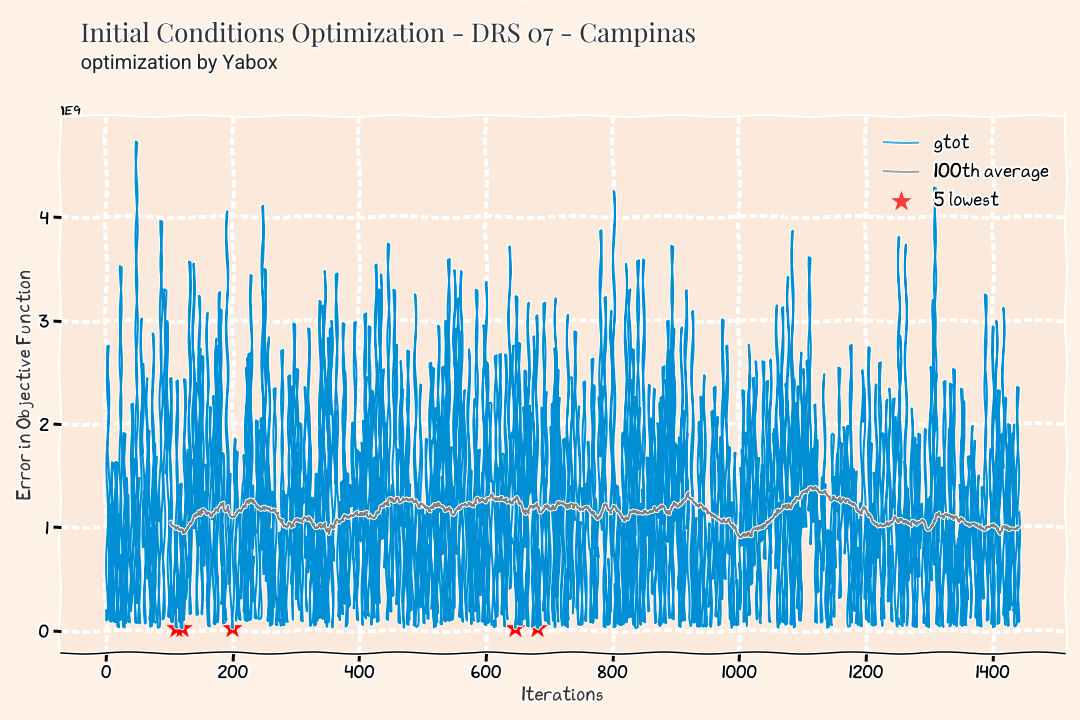 Initial Conditions Optimization - DRS 07 - Campinas
optimization by Yabox
1E9
gtot
100th average
5 lowest
4
3
2
1
0
Error in Objective Function
0 200 400 600 800 1000 1200 1400
Iterations